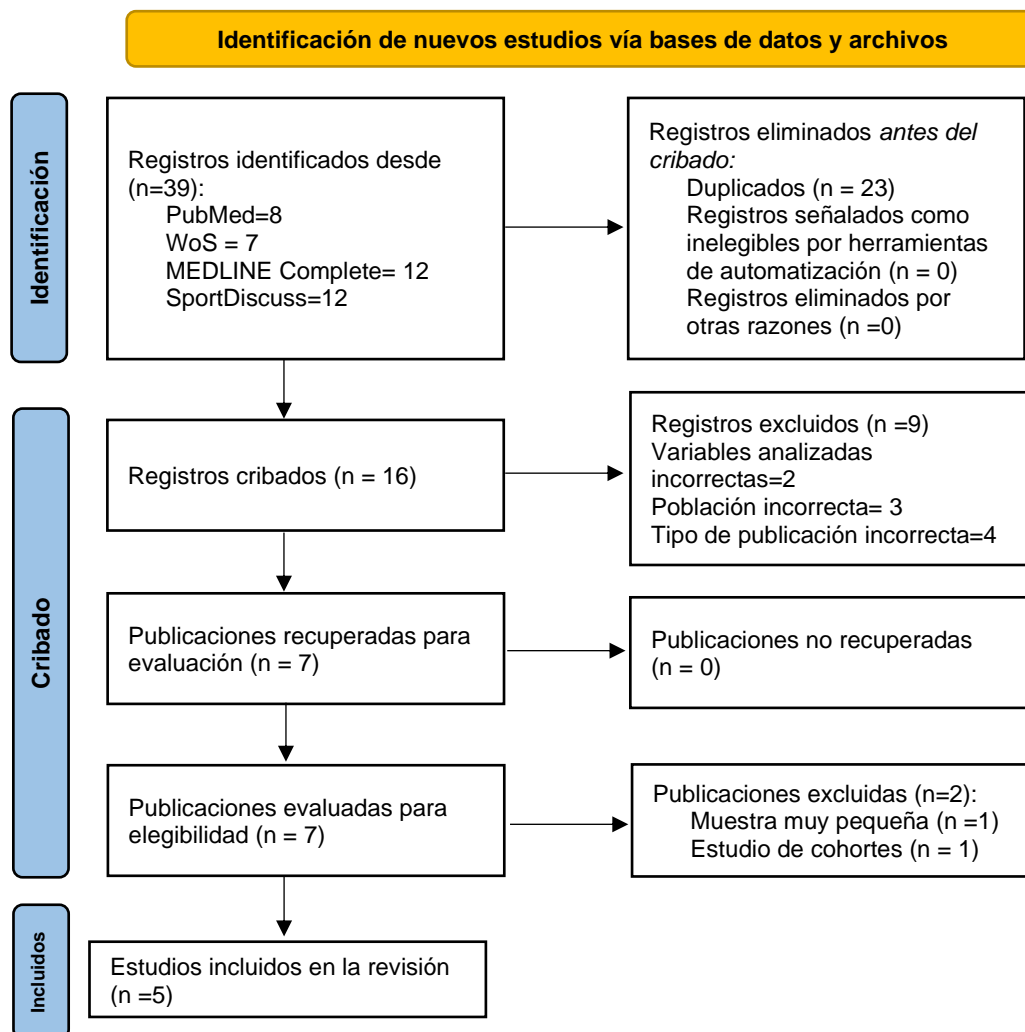 Identificación de nuevos estudios vía bases de datos y archivos
Identificación
Registros identificados desde
(n=39):
PubMed=8
WoS = 7
MEDLINE Complete= 12
SportDiscuss=12
Registros eliminados antes del
cribado:
Duplicados (n = 23)
Registros señalados como
inelegibles por herramientas
de automatización (n = 0)
Registros eliminados por
otras razones (n =0)
Cribado
Registros cribados (n = 16)
Registros excluidos (n =9)
Variables analizadas
incorrectas=2
Población incorrecta= 3
Tipo de publicación incorrecta=4
Publicaciones recuperadas para
evaluación (n = 7)
Publicaciones no recuperadas
(n = 0)
Publicaciones evaluadas para
elegibilidad (n = 7)
Publicaciones excluidas (n=2):
Muestra muy pequeña (n =1)
Estudio de cohortes (n = 1)
Incluidos
Estudios incluidos en la revisión
(n =5)